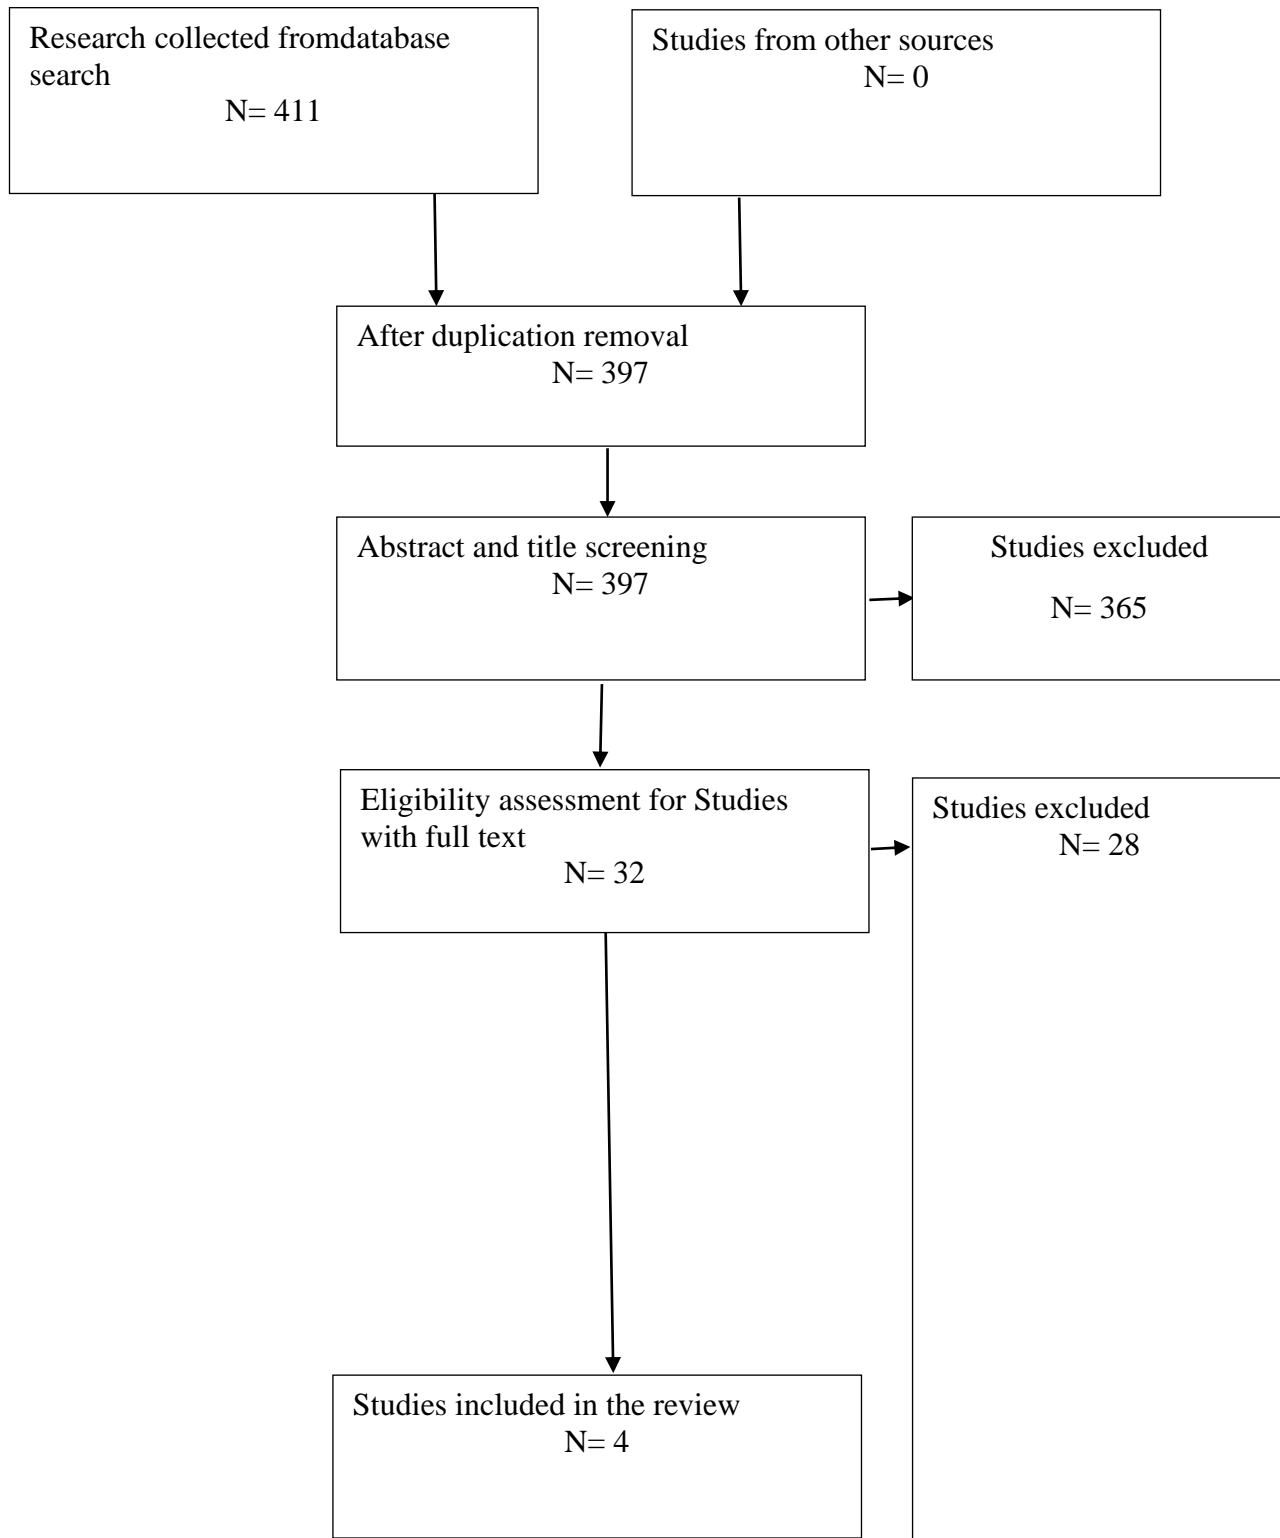 Research collected fromdatabase
search
N= 411
Studies from other sources
N= 0
After duplication removal
N= 397
Abstract and title screening
N= 397
Studies excluded
N= 365
Eligibility assessment for Studies
with full text
N= 32
Studies excluded
N= 28
Studies included in the review
N= 4